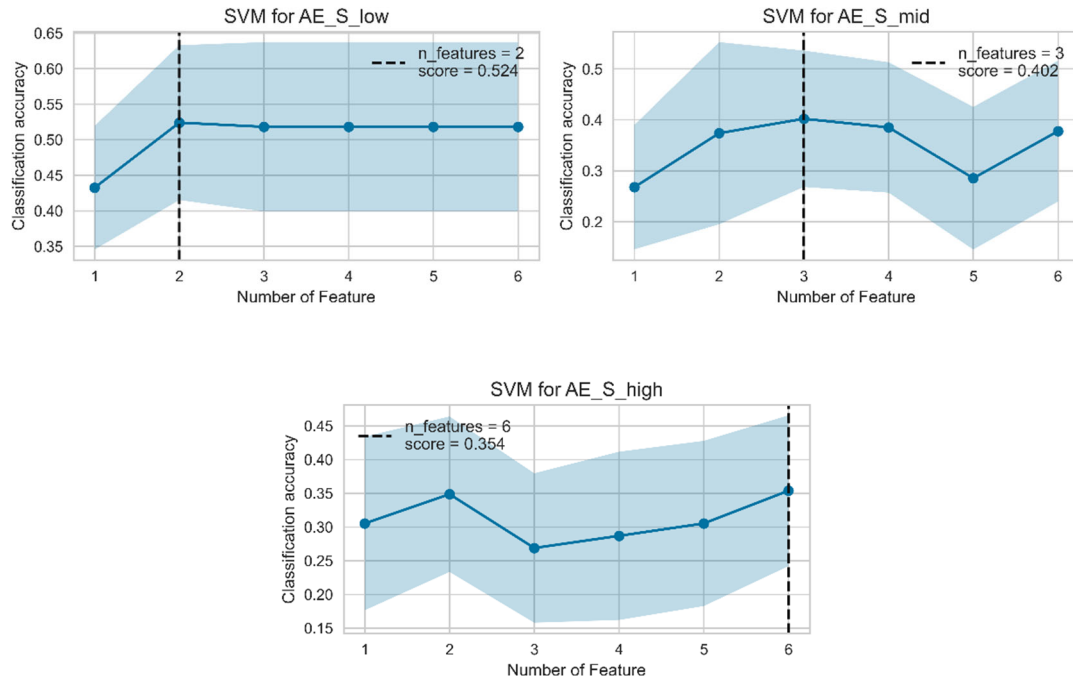 SVM for AE_S_low
Classification accuracy
0.65
0.60
0.55
0.50
0.45
0.40
0.35
n_features = 2
score = 0.524
1 2 3 4 5 6
Number of Feature
SVM for AE_S_mid
Classification accuracy
0.5
0.4
0.3
0.2
n_features = 3
score = 0.402
1 2 3 4 5 6
Number of Feature
SVM for AE_S_high
Classification accuracy
0.45
0.40
0.35
0.30
0.25
0.20
0.15
n_features = 6
score = 0.354
1 2 3 4 5 6
Number of Feature